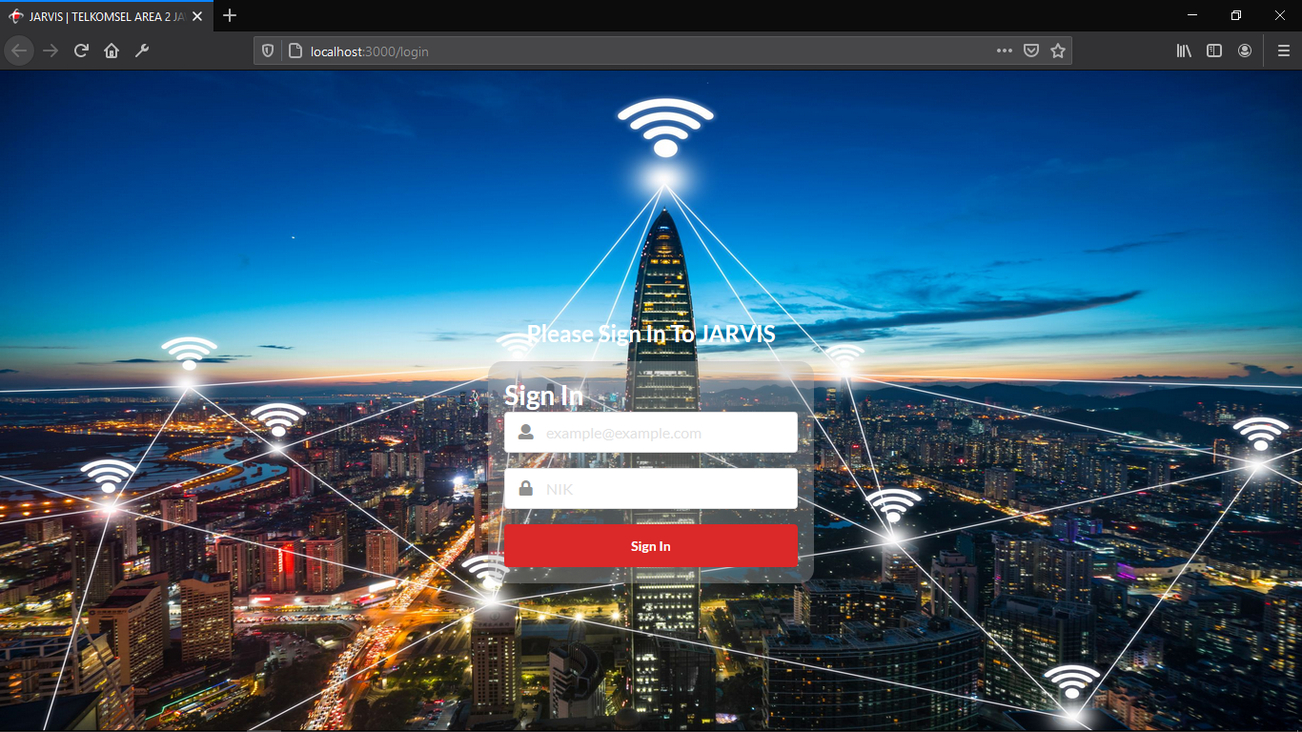 JARVIS | TELKOMSEL AREA 2 JA
localhost:3000/login
Please Sign In To JARVIS
Sign In
example@example.com
NIK
Sign In